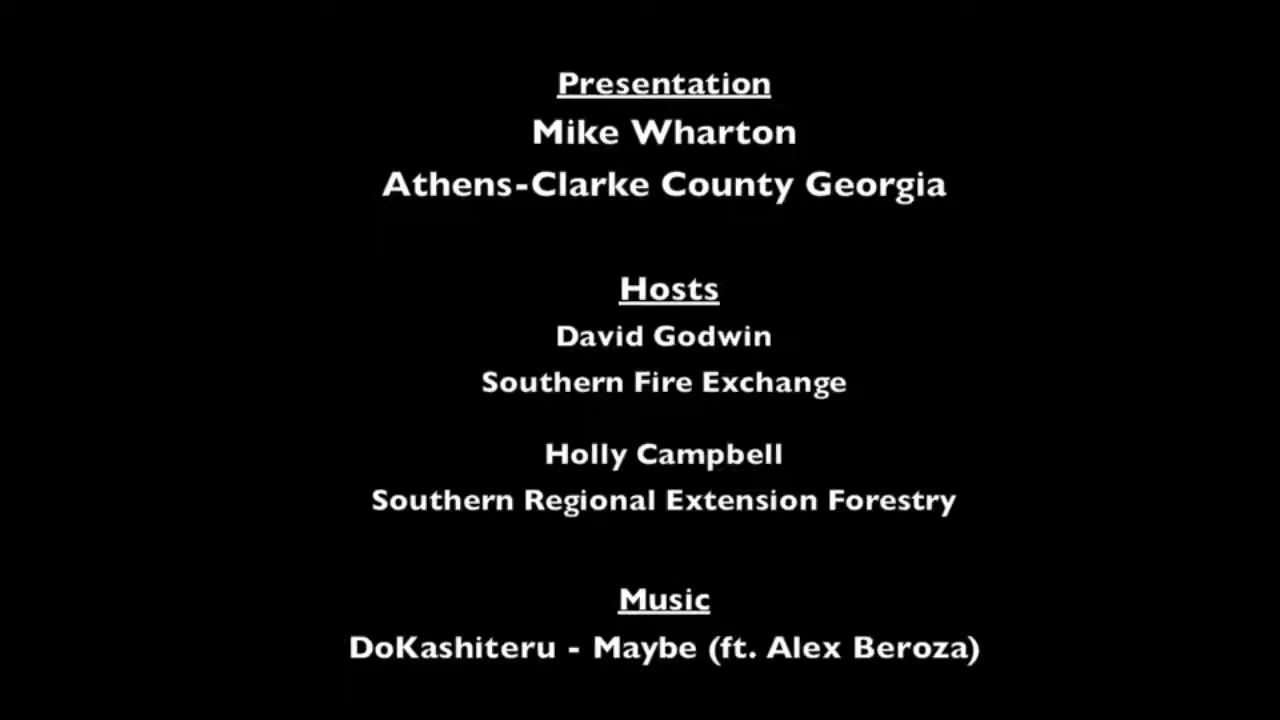 Presentation
Mike Wharton
Athens-Clarke County Georgia
Hosts
David Godwin
Southern Fire Exchange
Holly Campbell
Southern Regional Extension Forestry
Music
DoKashiteru - Maybe (ft. Alex Beroza)